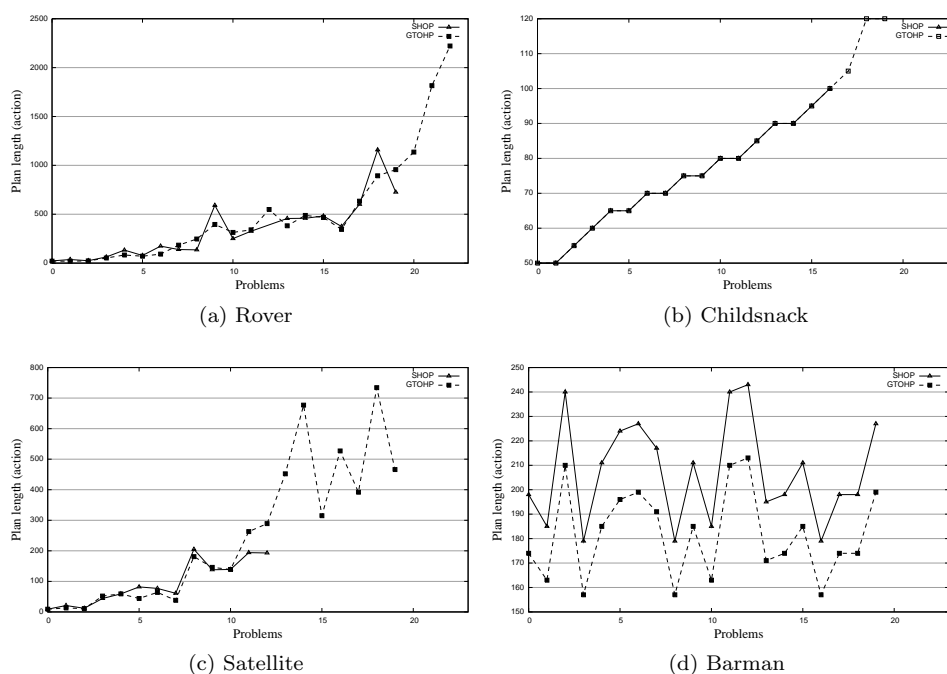 SHOP
GTOHP
Plan length (action)
2500
2000
1500
1000
500
0
0 5 10 15 20
Problems
(a) Rover
SHOP
GTOHP
Plan length (action)
120
110
100
90
80
70
60
50
0 5 10 15 20
Problems
(b) Childsnack
SHOP
GTOHP
Plan length (action)
800
700
600
500
400
300
200
100
0
0 5 10 15 20
Problems
(c) Satellite
SHOP
GTOHP
Plan length (action)
250
240
230
220
210
200
190
180
170
160
150
0 5 10 15 20
Problems
(d) Barman